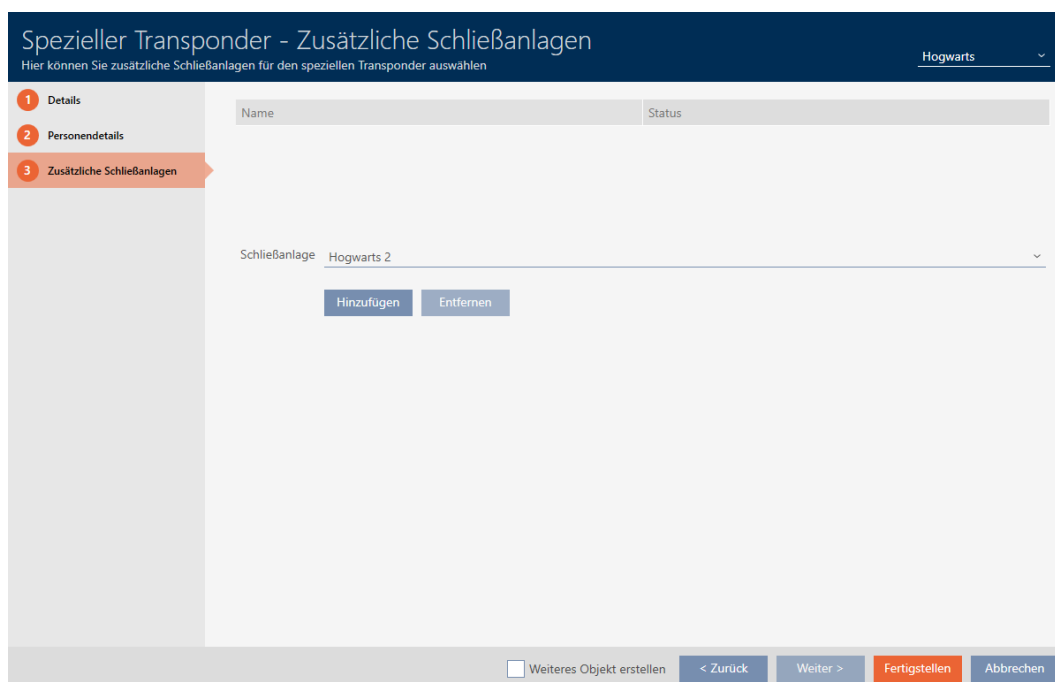 Spezieller Transponder - Zusätzliche Schließanlagen
Hier können Sie zusätzliche Schließanlagen für den speziellen Transponder auswählen
Hogwarts
1 Details
2 Personendetails
3 Zusätzliche Schließanlagen
Name Status
Schließanlage Hogwarts 2
Hinzufügen Entfernen
Weiteres Objekt erstellen < Zurück Weiter > Fertigstellen Abbrechen